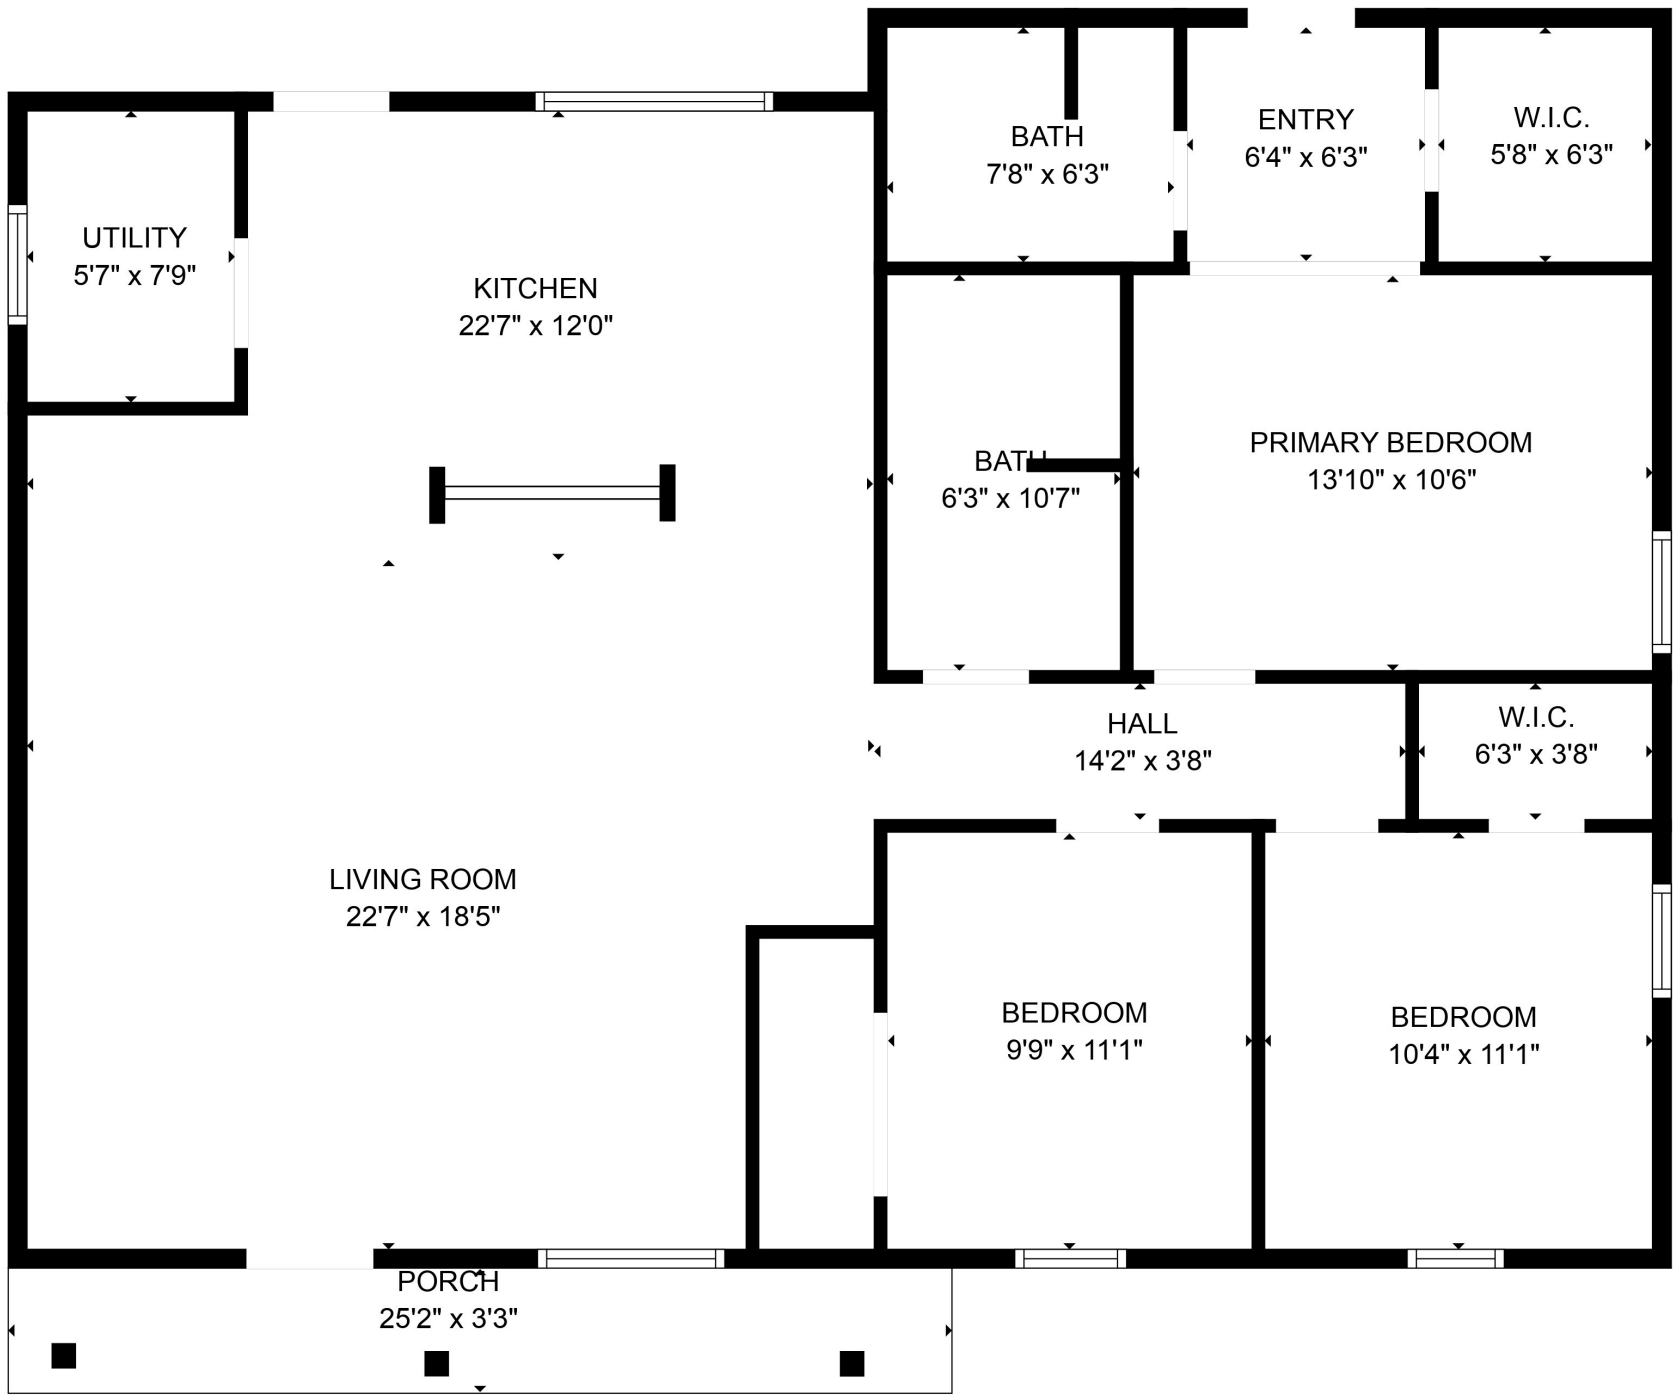 BATH
7'8" x 6'3"
ENTRY
6'4" x 6'3"
W.I.C.
5'8" x 6'3"
UTILITY
5'7" x 7'9"
KITCHEN
22'7" x 12'0"
BATH
6'3" x 10'7"
PRIMARY BEDROOM
13'10" x 10'6"
HALL
14'2" x 3'8"
W.I.C.
6'3" x 3'8"
LIVING ROOM
22'7" x 18'5"
BEDROOM
9'9" x 11'1"
BEDROOM
10'4" x 11'1"
PORCH
25'2" x 3'3"